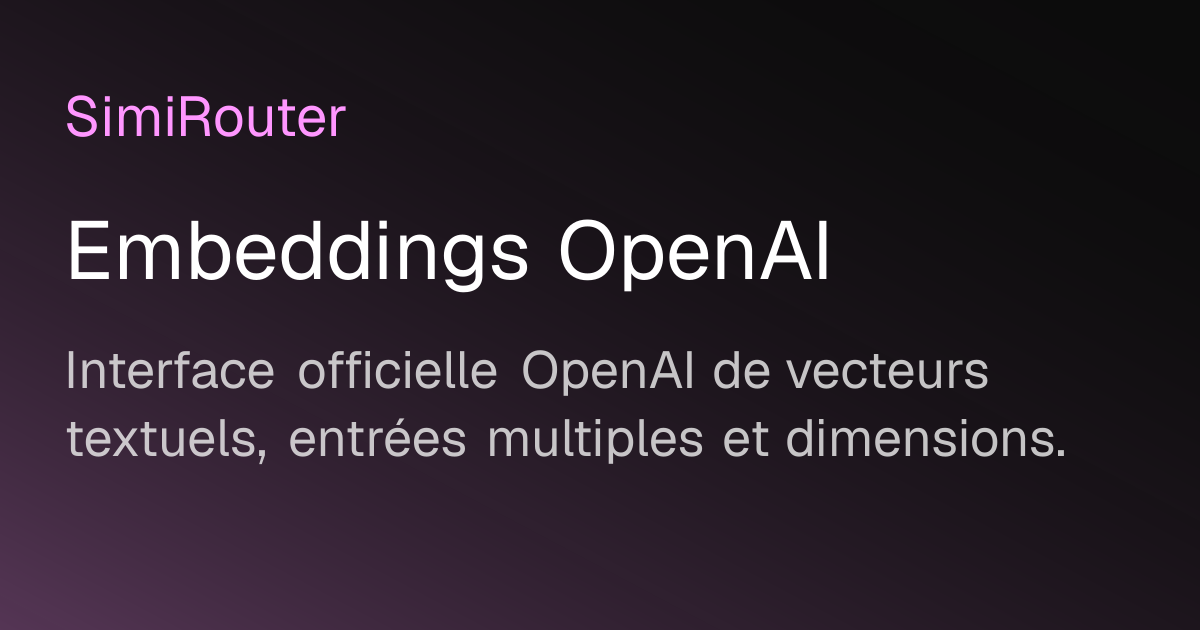 SimiRouter
Embeddings OpenAI
Interface officielle OpenAI de vecteurs
textuels, entrées multiples et dimensions.